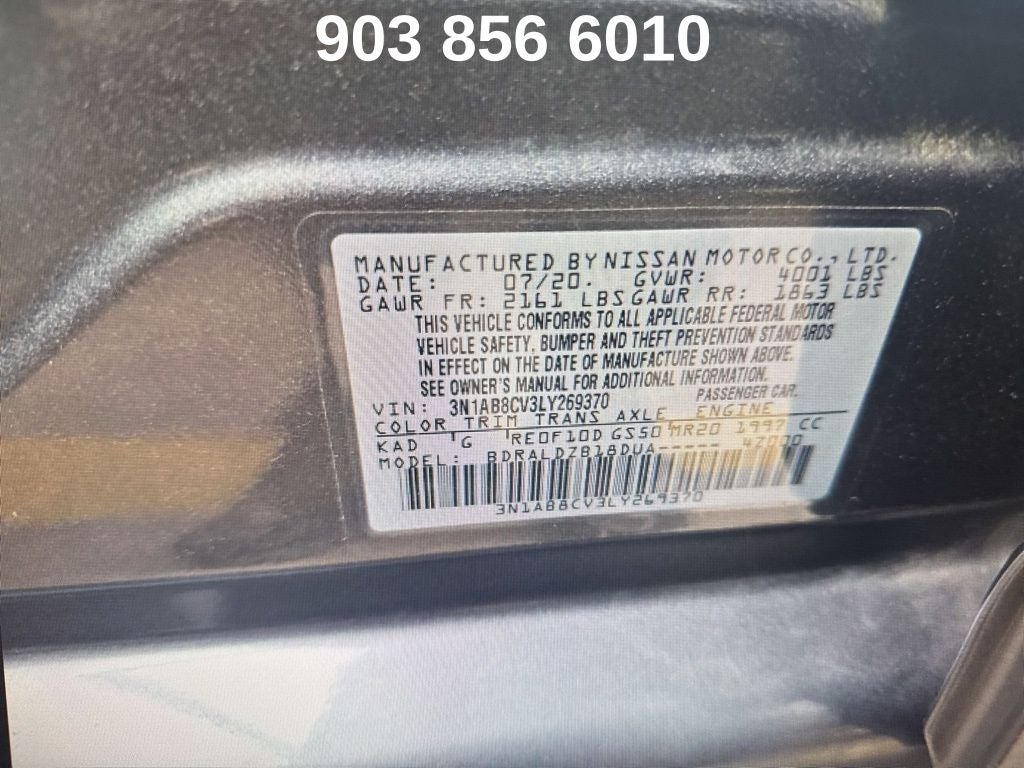 903 856 6010
MANUFACTURED BY NISSAN MOTOR CO., LTD.
DATE: 07/20. GVWR: 4001 LBS
GAWR FR: 2161 LBS GAWR RR: 1863 LBS
THIS VEHICLE CONFORMS TO ALL APPLICABLE FEDERAL MOTOR
VEHICLE SAFETY, BUMPER AND THEFT PREVENTION STANDARDS
IN EFFECT ON THE DATE OF MANUFACTURE SHOWN ABOVE.
SEE OWNER'S MANUAL FOR ADDITIONAL INFORMATION.
VIN: 3N1AB8CV3LY269370 PASSENGER CAR.
COLOR TRIM TRANS AXLE ENGINE
KAD G RE0F10D GS50 MR20 1997 CC
MODEL: BDRALDZB18DUA----- 4Z000
3N1AB8CV3LY269370